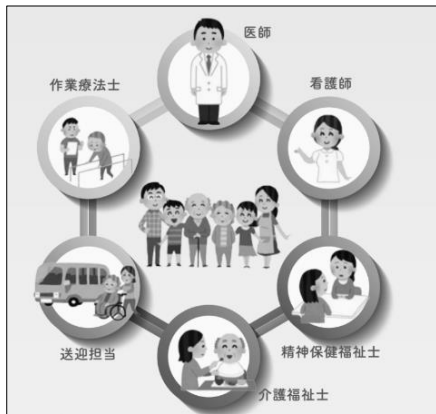 医師
作業療法士
看護師
送迎担当
精神保健福祉士
介護福祉士